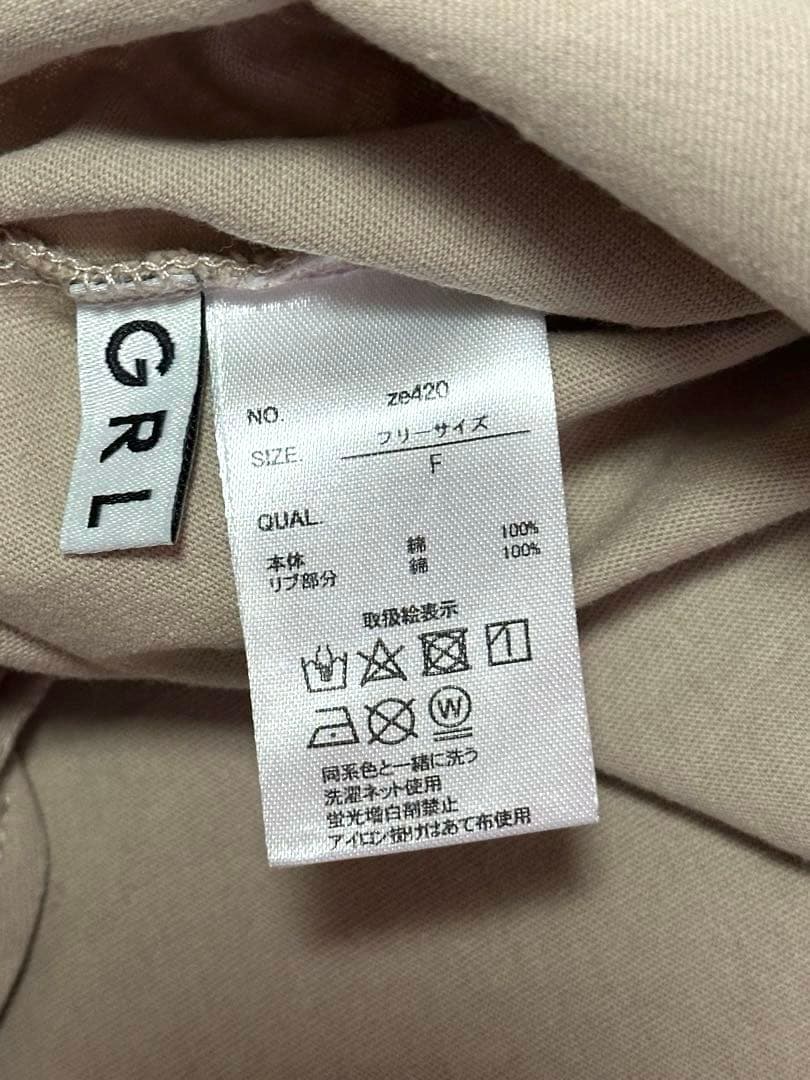 GRL
NO. ze420
SIZE. フリーサイズ
F
QUAL.
本体 綿 100%
リブ部分 綿 100%
取扱絵表示
W
同系色と一緒に洗う
洗濯ネット使用
蛍光増白剤禁止
アイロン掛けはあて布使用